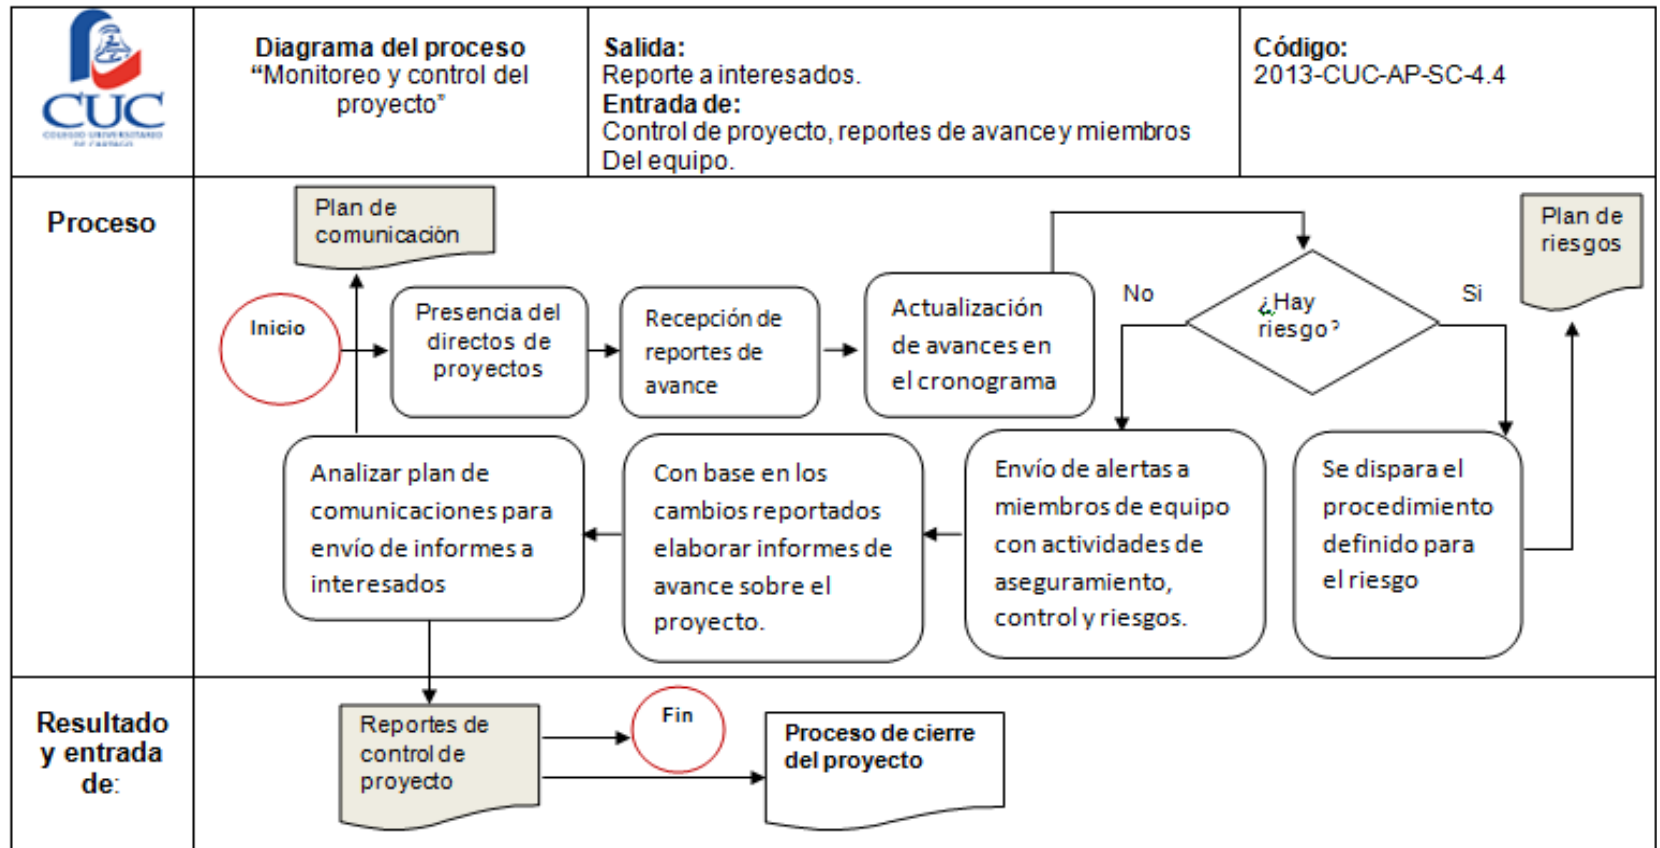 CUC
COLEGIO UNIVERSITARIO
DE CARTAGO
Diagrama del proceso
“Monitoreo y control del
proyecto”
Salida:
Reporte a interesados.
Entrada de:
Control de proyecto, reportes de avance y miembros
Del equipo.
Código:
2013-CUC-AP-SC-4.4
Proceso
Plan de
comunicación
Inicio
Presencia del
directos de
proyectos
Recepción de
reportes de
avance
Actualización
de avances en
el cronograma
No
¿Hay
riesgo?
Si
Plan de
riesgos
Analizar plan de
comunicaciones para
envío de informes a
interesados
Con base en los
cambios reportados
elaborar informes de
avance sobre el
proyecto.
Envío de alertas a
miembros de equipo
con actividades de
aseguramiento,
control y riesgos.
Se dispara el
procedimiento
definido para
el riesgo
Resultado
y entrada
de:
Reportes de
control de
proyecto
Fin
Proceso de cierre
del proyecto